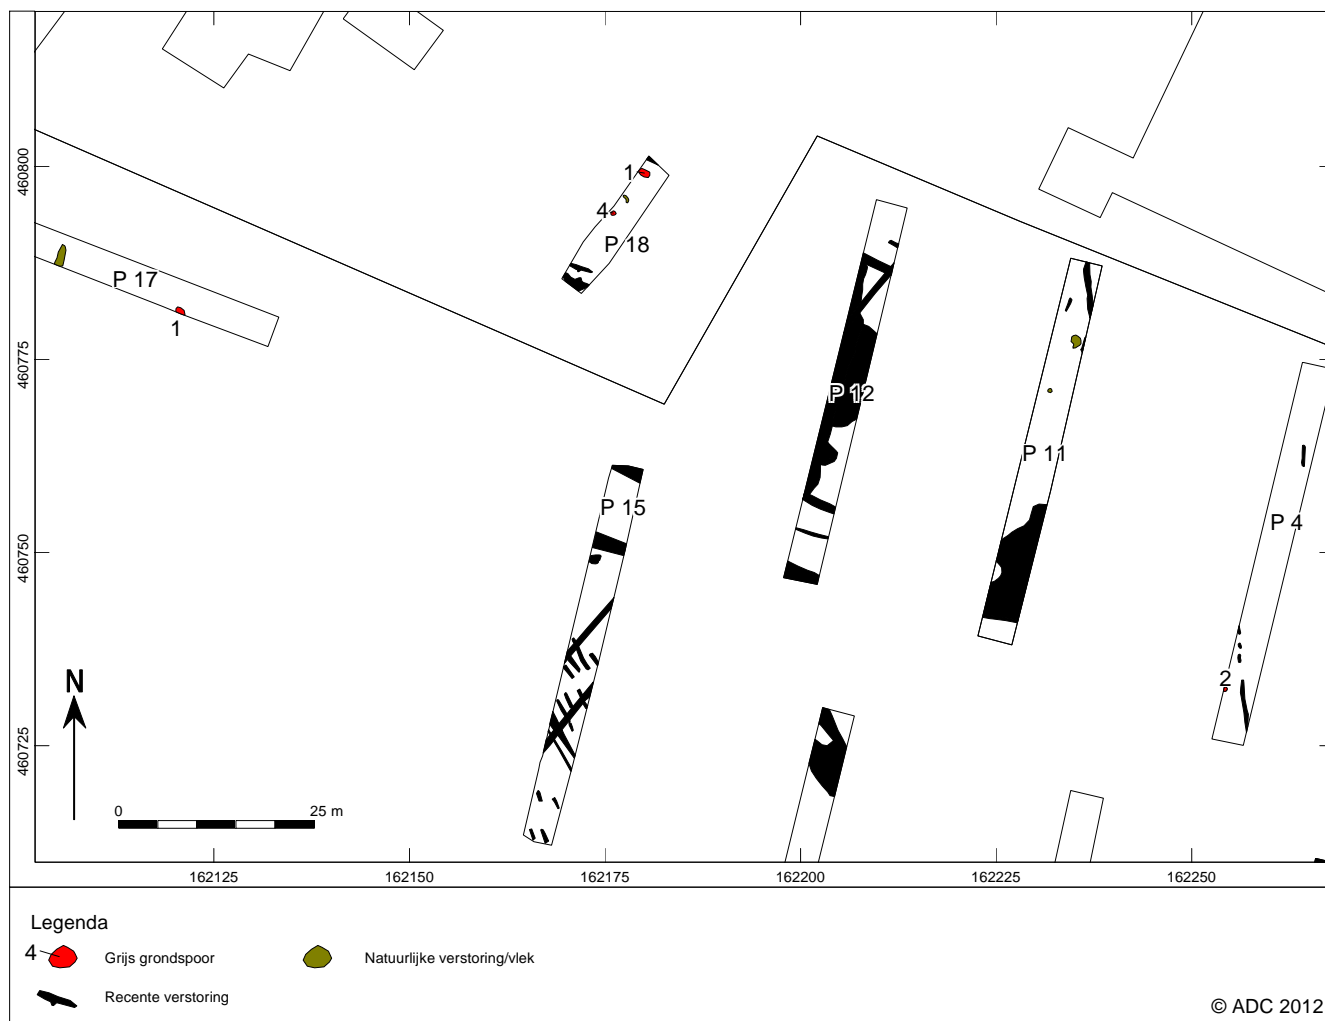 460800
460775
460750
460725
1
4
P 18
P 17
1
P 12
P 11
P 15
P 4
2
N
0 25 m
162125 162150 162175 162200 162225 162250
Legenda
4 Grijs grondspoor Natuurlijke verstoring/vlek
Recente verstoring
© ADC 2012